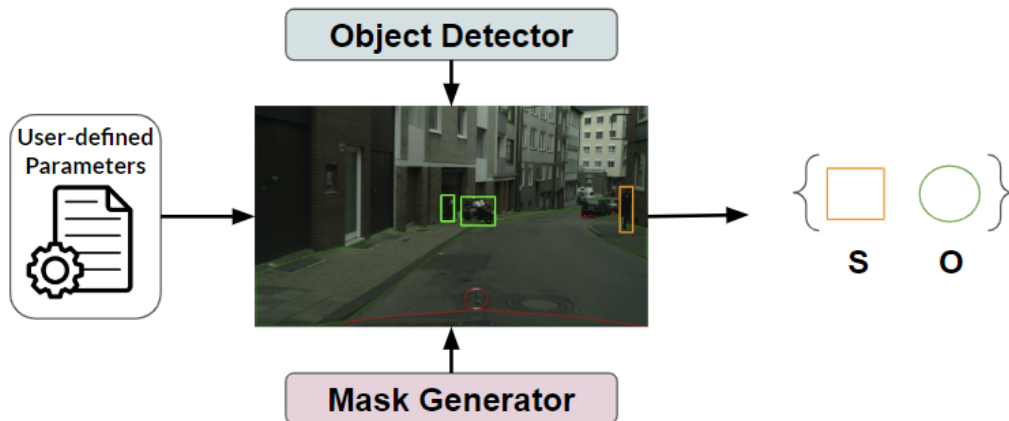 Object Detector
User-defined
Parameters
S
O
Mask Generator